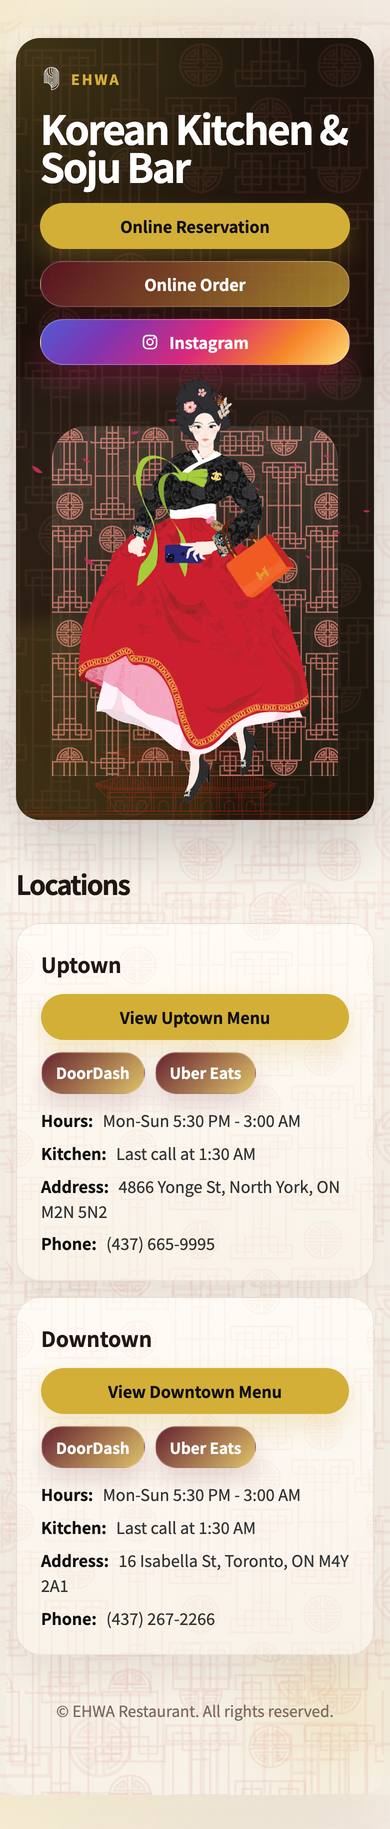 EHWA
Korean Kitchen &
Soju Bar
Online Reservation
Online Order
Instagram
Locations
Uptown
View Uptown Menu
DoorDash Uber Eats
Hours: Mon-Sun 5:30 PM - 3:00 AM
Kitchen: Last call at 1:30 AM
Address: 4866 Yonge St, North York, ON
M2N 5N2
Phone: (437) 665-9995
Downtown
View Downtown Menu
DoorDash Uber Eats
Hours: Mon-Sun 5:30 PM - 3:00 AM
Kitchen: Last call at 1:30 AM
Address: 16 Isabella St, Toronto, ON M4Y
2A1
Phone: (437) 267-2266
© EHWA Restaurant. All rights reserved.